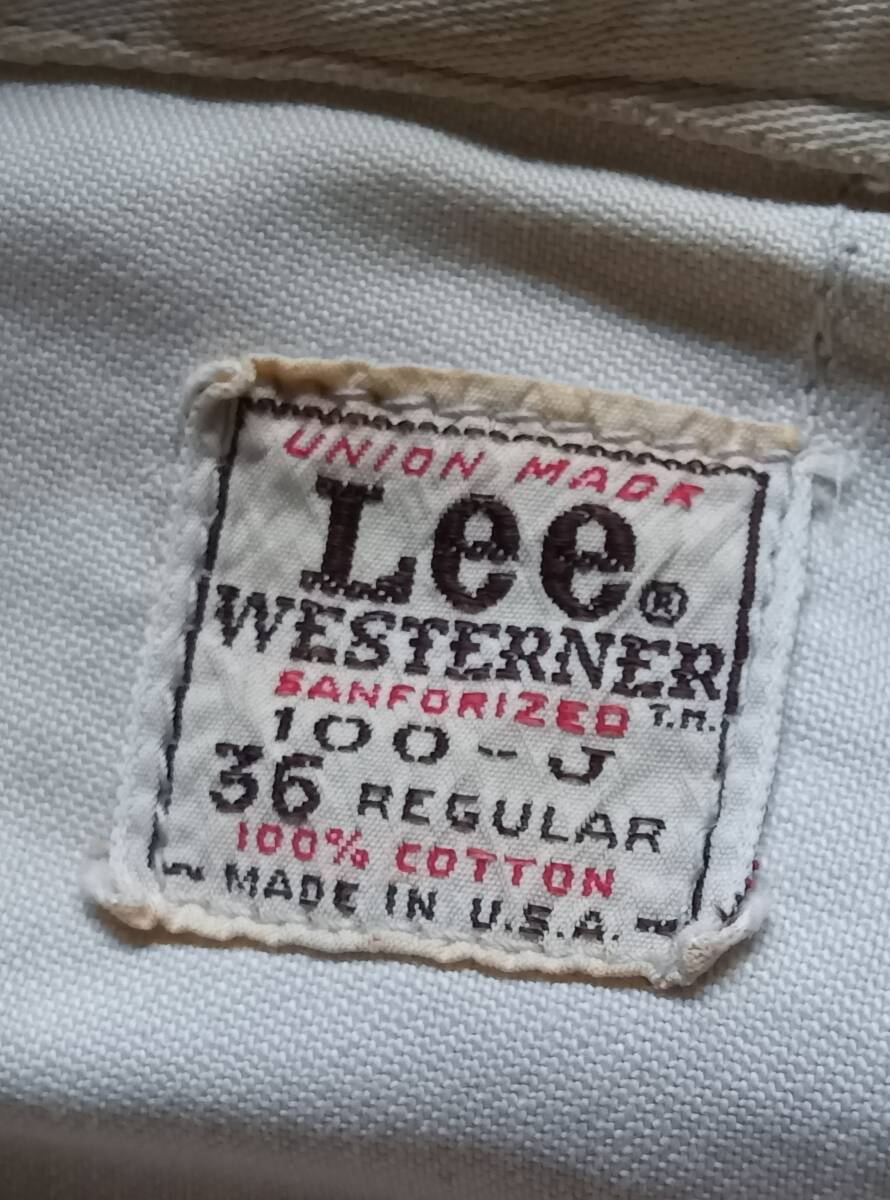 UNION MADE
Lee®
WESTERNER
SANFORIZED T.M.
100-J
36 REGULAR
100% COTTON
~ MADE IN U.S.A. ~